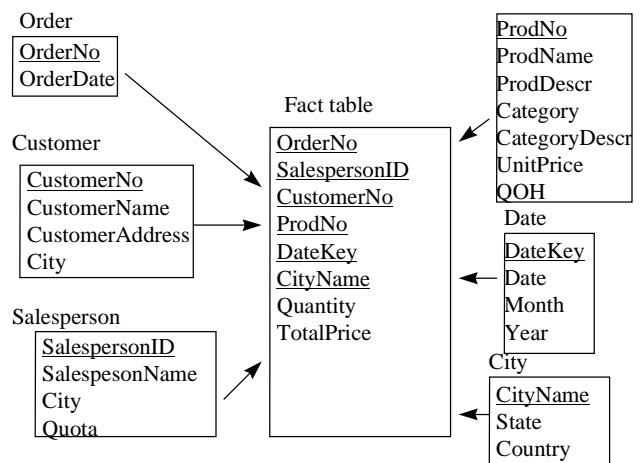 Order
OrderNo
OrderDate
Customer
CustomerNo
CustomerName
CustomerAddress
City
Salesperson
SalespersonID
SalespesonName
City
Quota
Fact table
OrderNo
SalespersonID
CustomerNo
ProdNo
DateKey
CityName
Quantity
TotalPrice
ProdNo
ProdName
ProdDescr
Category
CategoryDescr
UnitPrice
QOH
Date
DateKey
Date
Month
Year
City
CityName
State
Country